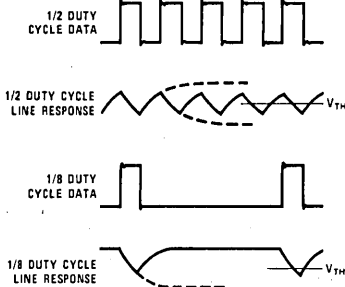 1/2 DUTY
CYCLE DATA
1/2 DUTY CYCLE
LINE RESPONSE
VTH
1/8 DUTY
CYCLE DATA
1/8 DUTY CYCLE
LINE RESPONSE
VTH